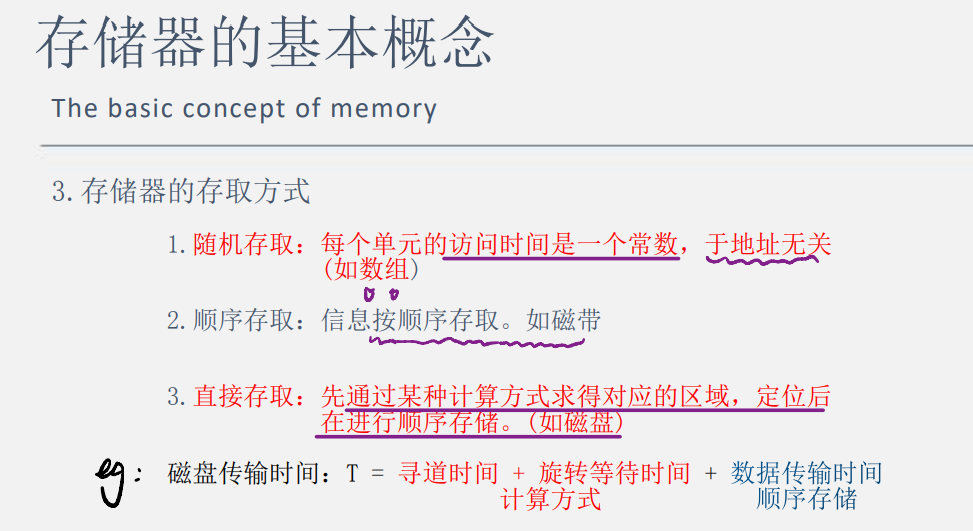 存储器的基本概念
The basic concept of memory
3.存储器的存取方式
1.随机存取：每个单元的访问时间是一个常数，于地址无关
(如数组)
2.顺序存取：信息按顺序存取。如磁带
3.直接存取：先通过某种计算方式求得对应的区域，定位后
在进行顺序存储。(如磁盘)
eg: 磁盘传输时间：T = 寻道时间 + 旋转等待时间 + 数据传输时间
计算方式 顺序存储